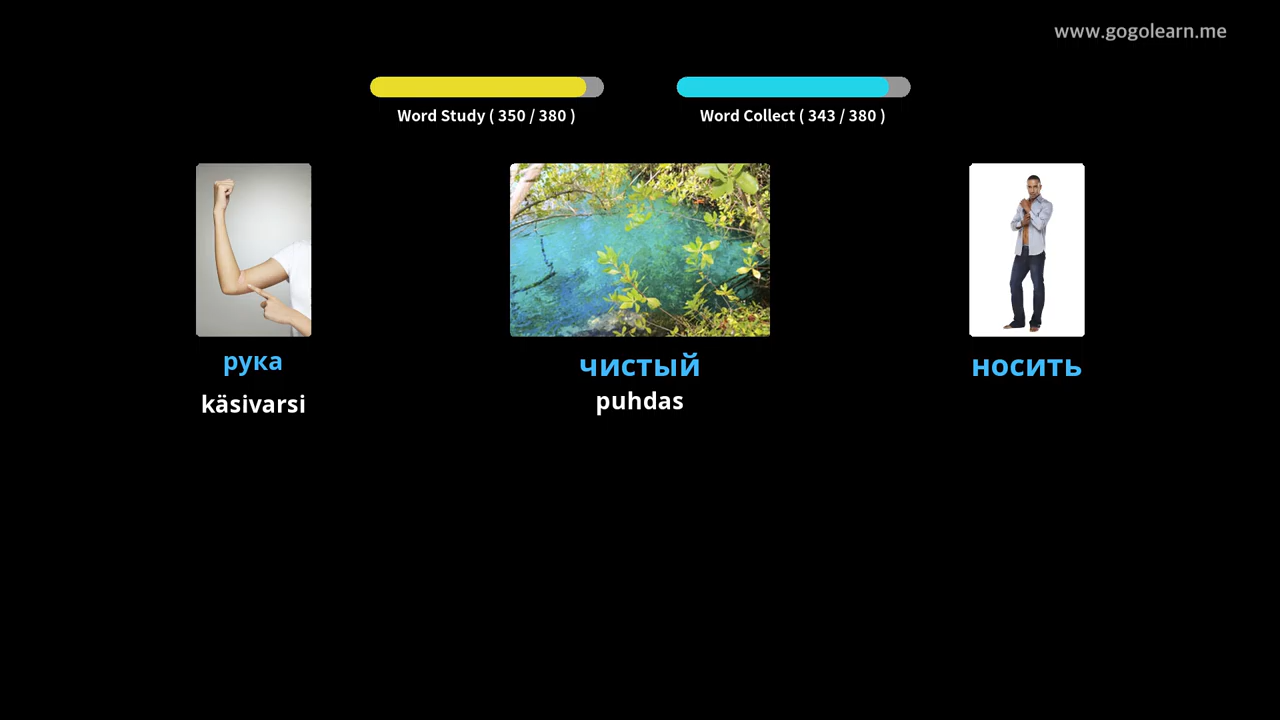 www.gogolearn.me
Word Study ( 350 / 380 )
Word Collect ( 343 / 380 )
рука
käsivarsi
чистый
puhdas
носить